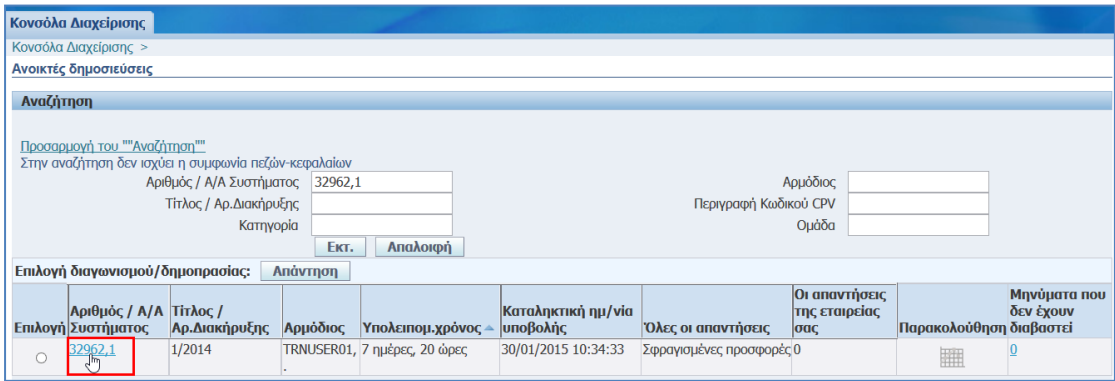 Κονσόλα Διαχείρισης
Κονσόλα Διαχείρισης >
Ανοικτές δημοσιεύσεις
Αναζήτηση
Προσαρμογή του ""Αναζήτηση""
Στην αναζήτηση δεν ισχύει η συμφωνία πεζών-κεφαλαίων
Αριθμός / Α/Α Συστήματος 32962,1 Αρμόδιος
Τίτλος / Αρ.Διακήρυξης Περιγραφή Κωδικού CPV
Κατηγορία Ομάδα
Εκτ. Απαλοιφή
Επιλογή διαγωνισμού/δημοπρασίας: Απάντηση
Οι απαντήσεις Μηνύματα που
Αριθμός / Α/Α Τίτλος / Καταληκτική ημ/νία της εταιρείας δεν έχουν
Επιλογή Συστήματος Αρ.Διακήρυξης Αρμόδιος Υπολειπομ.χρόνος υποβολής Όλες οι απαντήσεις σας Παρακολούθηση διαβαστεί
32962,1 1/2014 TRNUSER01, 7 ημέρες, 20 ώρες 30/01/2015 10:34:33 Σφραγισμένες προσφορές 0 0
.